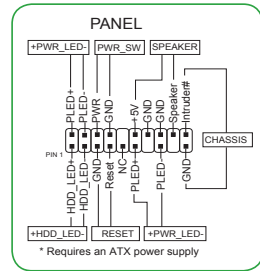 PANEL
+PWR_LED- PWR_SW SPEAKER
PLED+
PLED-
PWR
GND
+5V
GND
GND
Speaker
Intruder#
CHASSIS
PIN 1
HDD_LED+
HDD_LED-
GND
Reset
NC
PLED+
PLED-
GND
+HDD_LED- RESET +PWR_LED-
* Requires an ATX power supply